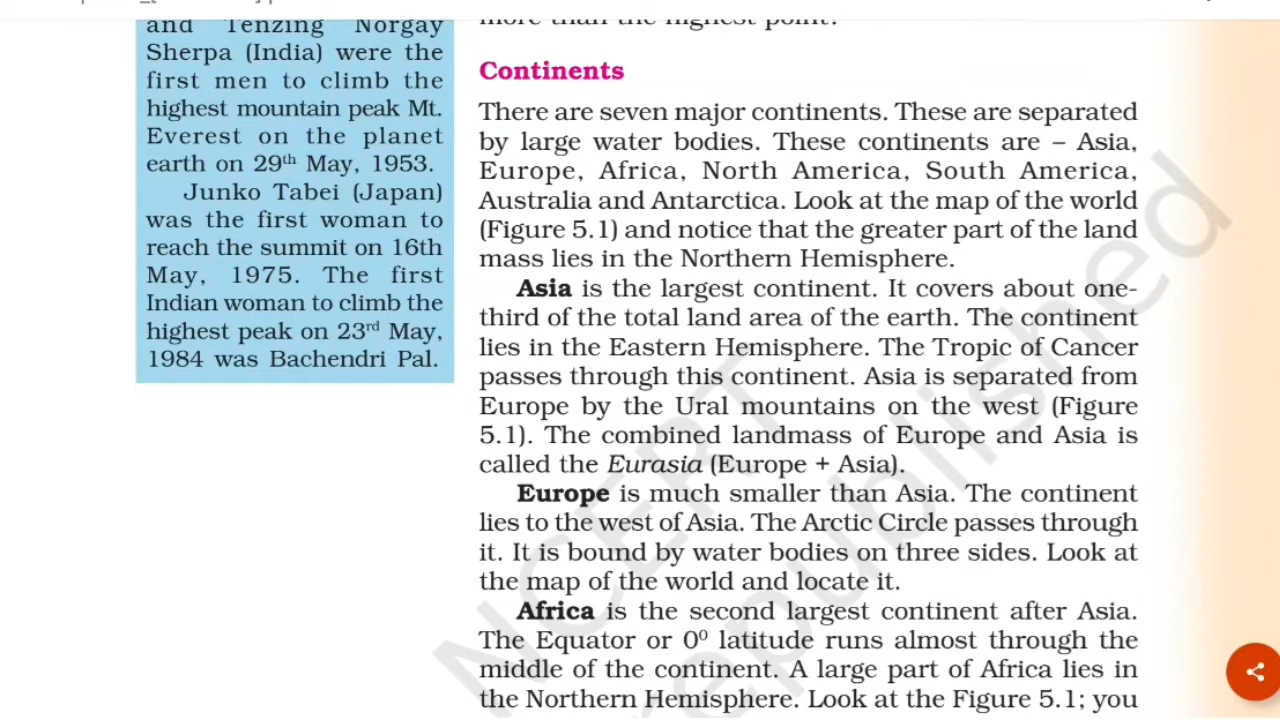 and Tenzing Norgay
Sherpa (India) were the
first men to climb the
highest mountain peak Mt.
Everest on the planet
earth on 29th May, 1953.
Junko Tabei (Japan)
was the first woman to
reach the summit on 16th
May, 1975. The first
Indian woman to climb the
highest peak on 23rd May,
1984 was Bachendri Pal.
more than the highest point?
Continents
There are seven major continents. These are separated
by large water bodies. These continents are – Asia,
Europe, Africa, North America, South America,
Australia and Antarctica. Look at the map of the world
(Figure 5.1) and notice that the greater part of the land
mass lies in the Northern Hemisphere.
Asia is the largest continent. It covers about one-
third of the total land area of the earth. The continent
lies in the Eastern Hemisphere. The Tropic of Cancer
passes through this continent. Asia is separated from
Europe by the Ural mountains on the west (Figure
5.1). The combined landmass of Europe and Asia is
called the Eurasia (Europe + Asia).
Europe is much smaller than Asia. The continent
lies to the west of Asia. The Arctic Circle passes through
it. It is bound by water bodies on three sides. Look at
the map of the world and locate it.
Africa is the second largest continent after Asia.
The Equator or 0⁰ latitude runs almost through the
middle of the continent. A large part of Africa lies in
the Northern Hemisphere. Look at the Figure 5.1; you
NCERT
republished